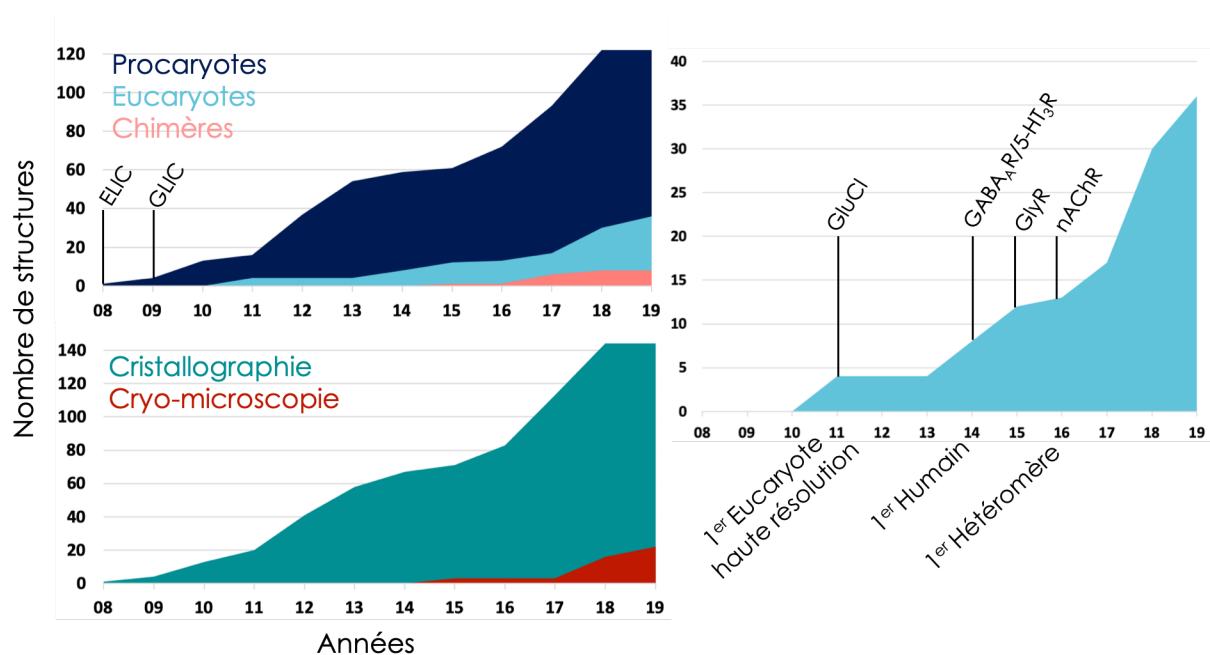 Nombre de structures
120
100
80
60
40
20
0
Procaryotes
Eucaryotes
Chimères
ELIC
GLIC
08 09 10 11 12 13 14 15 16 17 18 19
140
120
100
80
60
40
20
0
Cristallographie
Cryo-microscopie
08 09 10 11 12 13 14 15 16 17 18 19
Années
40
35
30
25
20
15
10
5
0
GluCl
GABA_AR/5-HT₃R
GlyR
nAChR
08 09 10 11 12 13 14 15 16 17 18 19
1er Eucaryote
haute résolution
1er Humain
1er Hétéromère